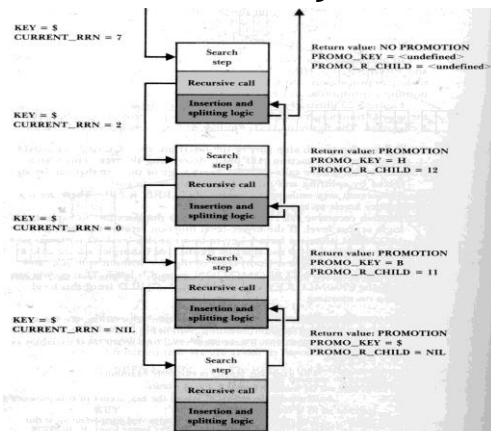 KEY = $
CURRENT_RRN = 7
Search
step
Recursive call
Insertion and
splitting logic
Return value: NO PROMOTION
PROMO_KEY = <undefined>
PROMO_R_CHILD = <undefined>
KEY = $
CURRENT_RRN = 2
Search
step
Recursive call
Insertion and
splitting logic
Return value: PROMOTION
PROMO_KEY = H
PROMO_R_CHILD = 12
KEY = $
CURRENT_RRN = 0
Search
step
Recursive call
Insertion and
splitting logic
Return value: PROMOTION
PROMO_KEY = B
PROMO_R_CHILD = 11
KEY = $
CURRENT_RRN = NIL
Search
step
Recursive call
Insertion and
splitting logic
Return value: PROMOTION
PROMO_KEY = $
PROMO_R_CHILD = NIL